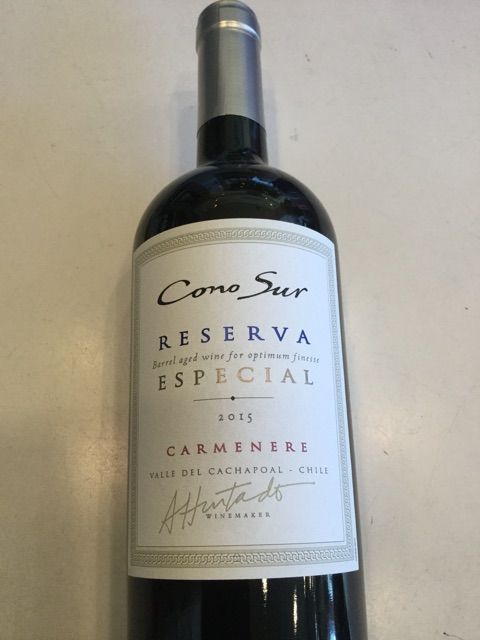 Cono Sur
RESERVA
Barrel aged wine for optimum finesse
ESPECIAL
2015
CARMENERE
VALLE DEL CACHAPOAL - CHILE
AHurtado
WINEMAKER